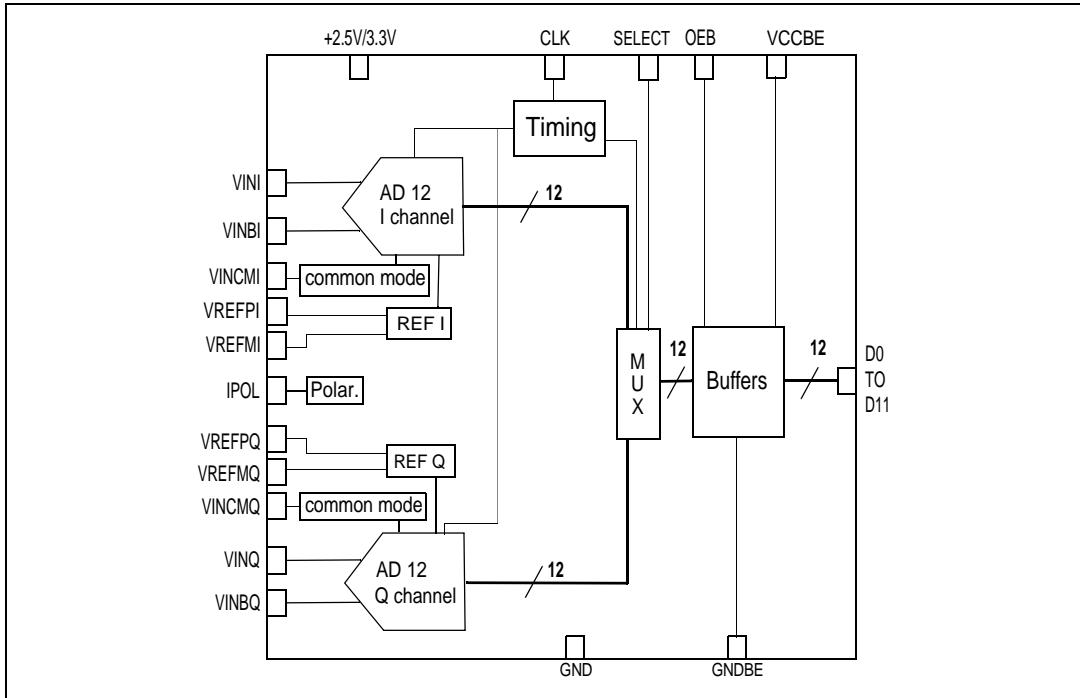 +2.5V/3.3V
CLK
SELECT
OEB
VCCBE
Timing
VINI
AD 12
I channel
12
VINBI
VINCMI
common mode
VREFPI
REF I
VREFMI
MUX
12
Buffers
12
D0
TO
D11
IPOL
Polar.
VREFPQ
REF Q
VREFMQ
VINCMQ
common mode
VINQ
AD 12
Q channel
12
VINBQ
GND
GNDBE